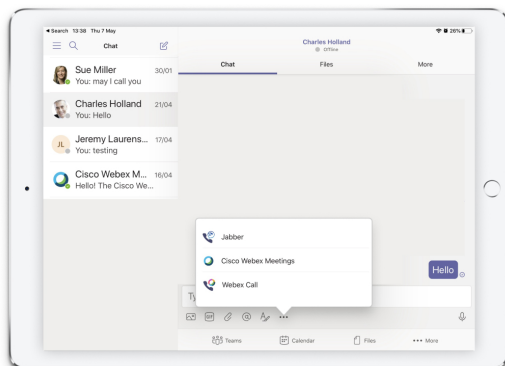 Search 13:38 Thu 7 May
26%
Chat
Charles Holland
Offline
Chat Files More
Sue Miller 30/01
You: may I call you
Charles Holland 21/04
You: Hello
JL
Jeremy Laurens... 17/04
You: testing
Cisco Webex M... 16/04
Hello! The Cisco We...
Jabber
Cisco Webex Meetings
Webex Call
Hello
Ty
GIF
Teams Calendar Files More